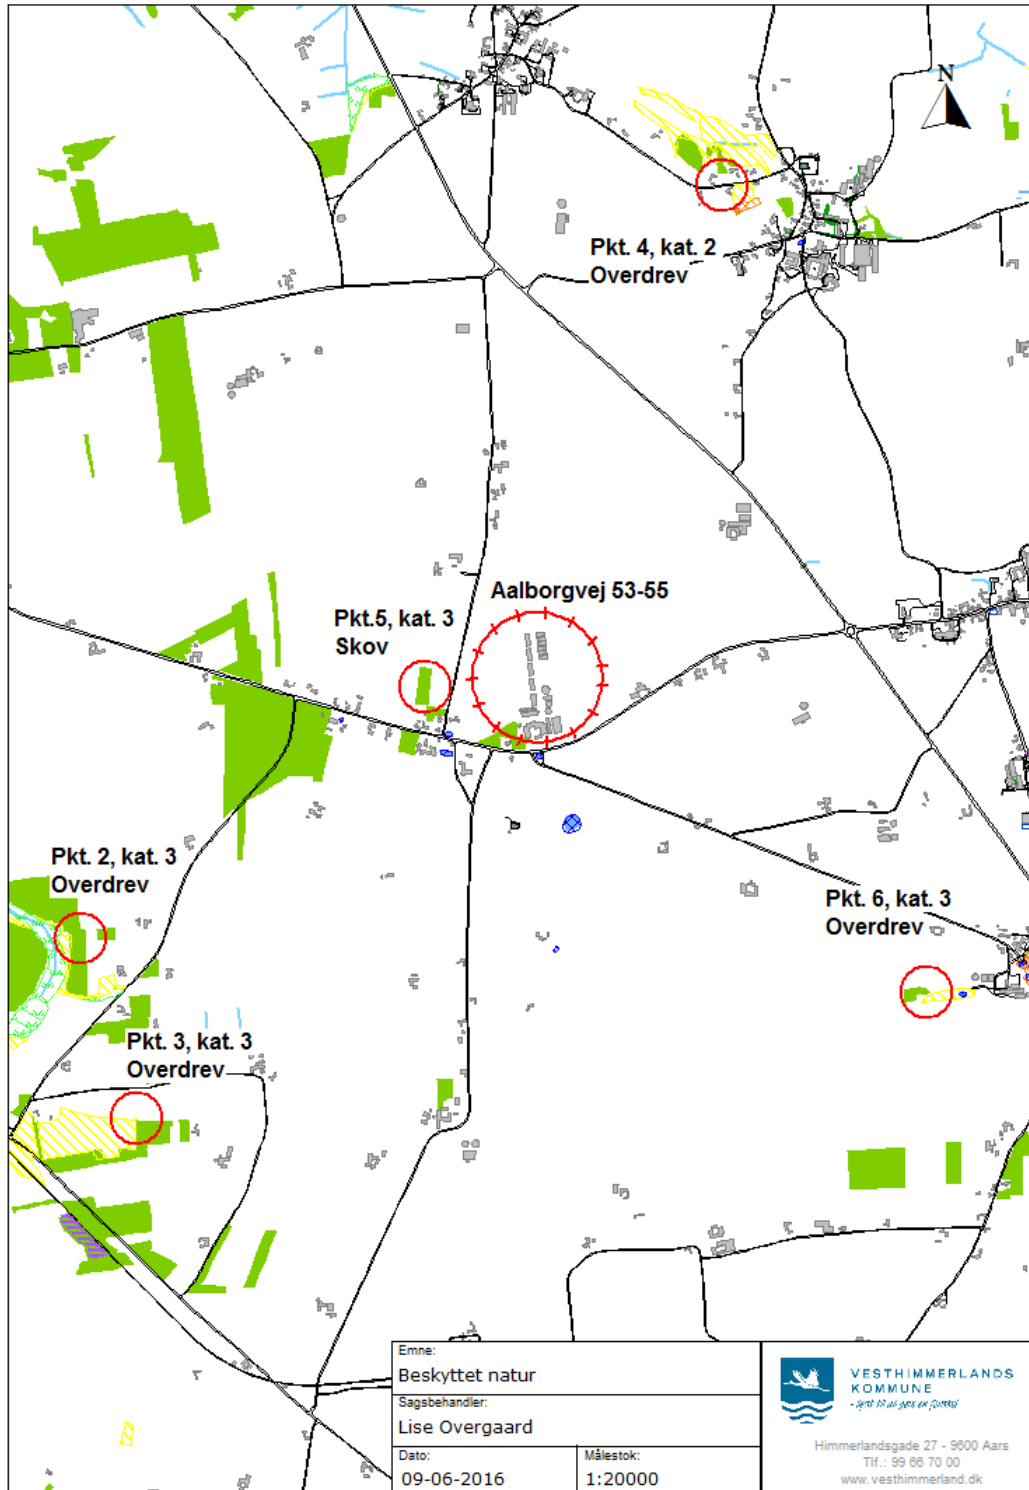 N
Pkt. 4, kat. 2
Overdrev
Aalborgvej 53-55
Pkt.5, kat. 3
Skov
Pkt. 2, kat. 3
Overdrev
Pkt. 6, kat. 3
Overdrev
Pkt. 3, kat. 3
Overdrev
Emne:
Beskyttet natur
Sagsbehandler:
Lise Overgaard
Dato:
09-06-2016
Målestok:
1:20000
VESTHIMMERLANDS
KOMMUNE
Himmerlandsgade 27 - 9600 Aars
Tlf.: 99 66 70 00
www.vesthimmerland.dk